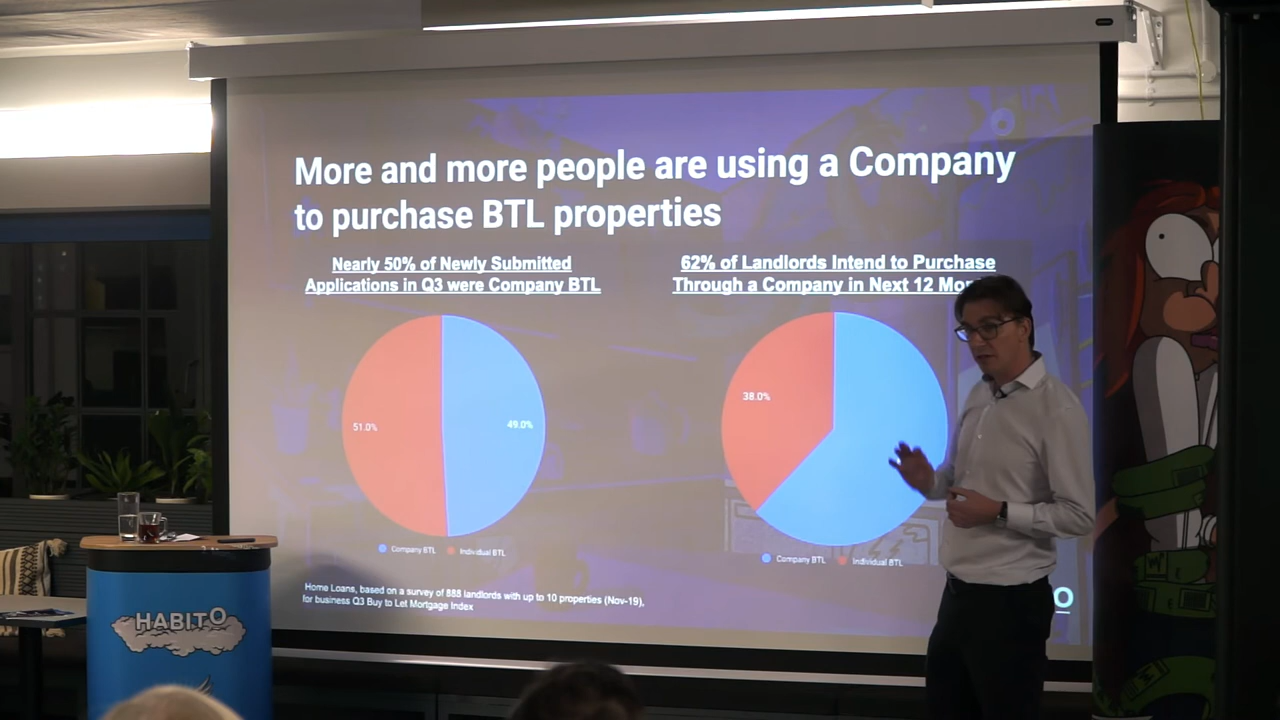 More and more people are using a Company
to purchase BTL properties
Nearly 50% of Newly Submitted
Applications in Q3 were Company BTL
62% of Landlords Intend to Purchase
Through a Company in Next 12
51.0%
49.0%
38.0%
Company BTL
Individual BTL
Company BTL
Individual BTL
Home Loans, based on a survey of 888 landlords with up to 10 properties (Nov-19),
for business Q3 Buy to Let Mortgage Index
HABITO